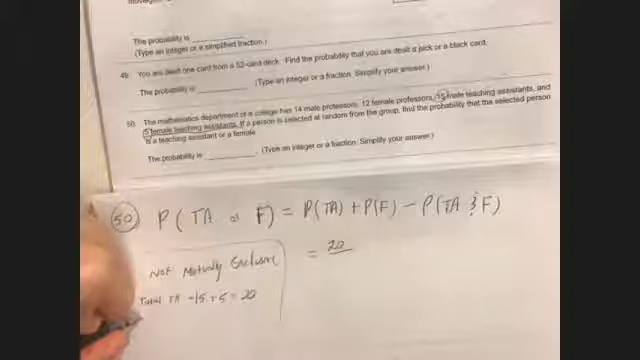 The probability is
(Type an integer or a simplified fraction.)
49. You are dealt one card from a 52-card deck. Find the probability that you are dealt a or a black card.
The probability is (Type an integer or a fraction. Simplify your answer.)
50. The mathematics department of a college has 14 male professors, 12 female professors, 15 male teaching assistants, and
5 female teaching assistants. If a person is selected at random from the group, find the probability that the selected person
is a teaching assistant or a female.
The probability is (Type an integer or a fraction. Simplify your answer.)
50 P(TA or F) = P(TA) + P(F) - P(TA & F)
Not Mutually Exclusive = 20
Total TA = 15 + 5 = 20